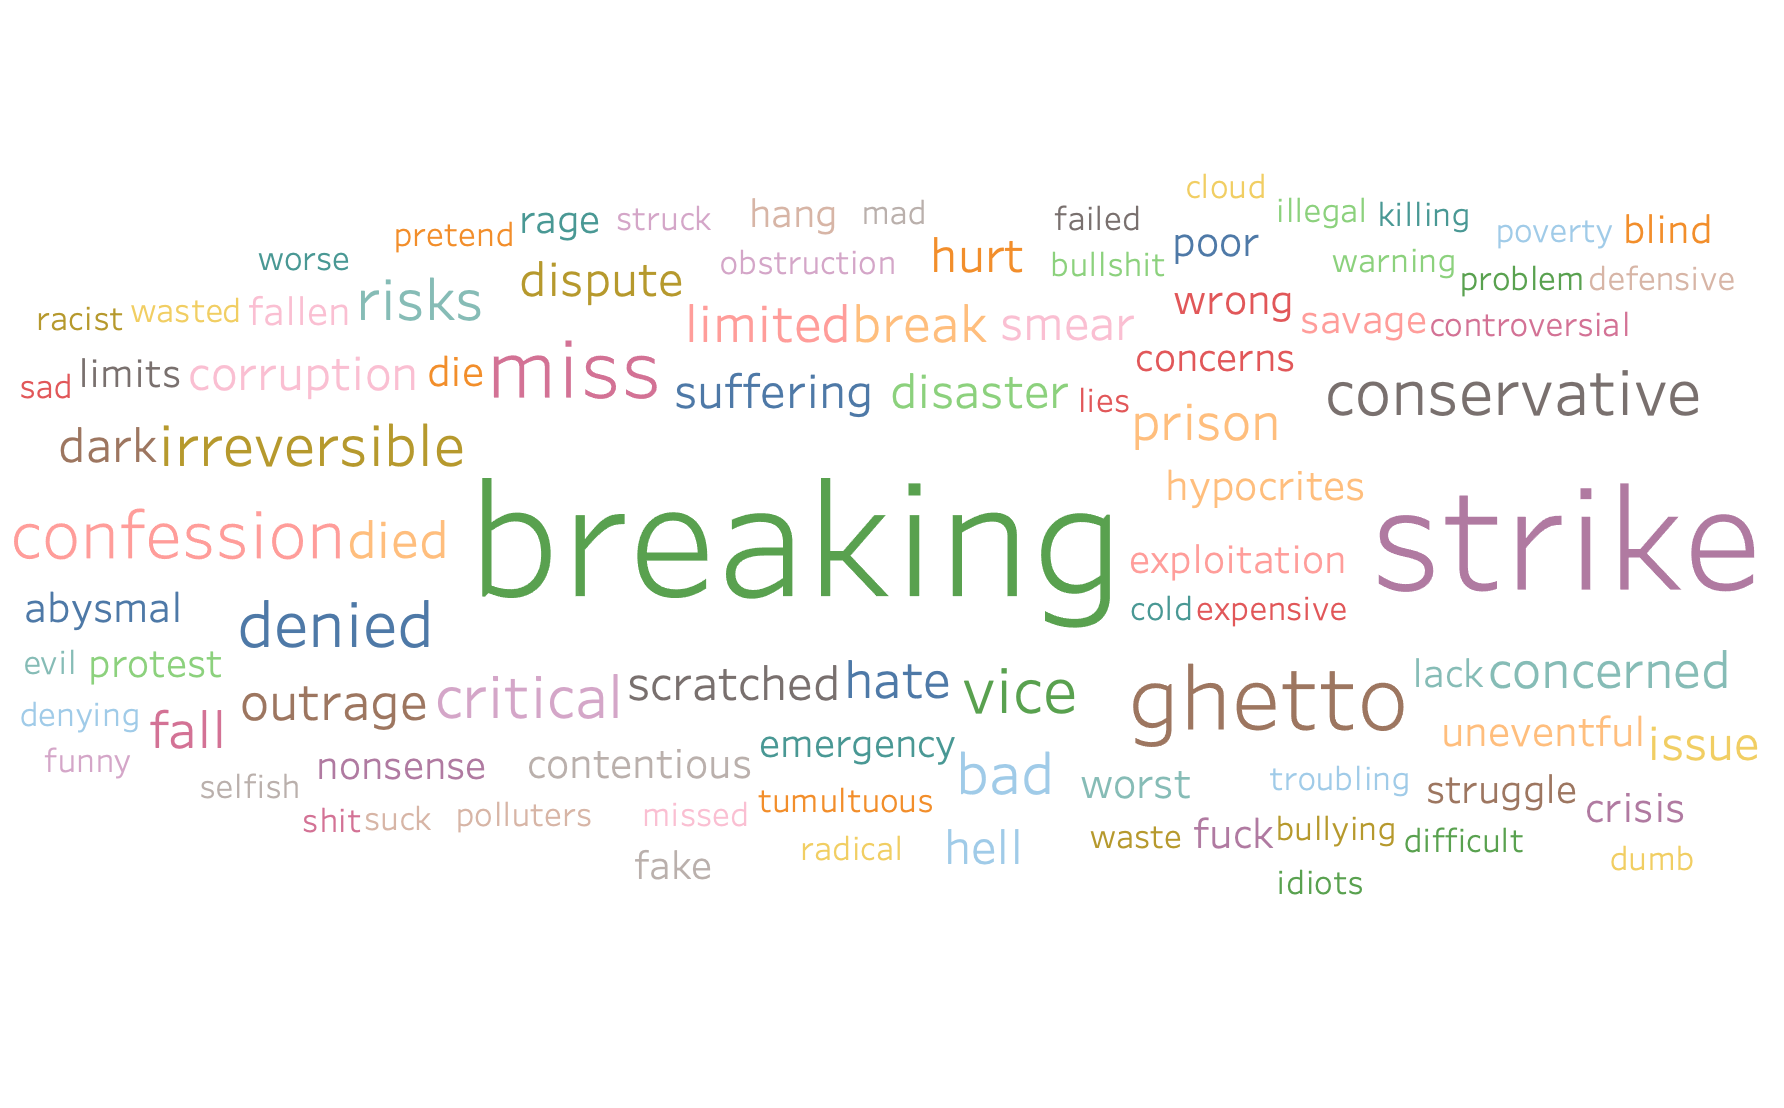 cloud
pretend rage struck hang mad failed illegal killing poverty blind
worse dispute obstruction hurt bullshit poor warning problem defensive
racist wasted fallen risks limited break smear wrong savage controversial
sad limits corruption die miss suffering disaster lies concerns conservative
dark irreversible prison
hypocrites
confession died breaking exploitation strike
abysmal denied cold expensive
evil protest outrage critical scratched hate vice ghetto lack concerned
denying fall uneventful issue
funny nonsense contentious emergency bad worst troubling struggle crisis
selfish
shit suck polluters missed tumultuous waste fuck bullying difficult
fake radical hell dumb
idiots